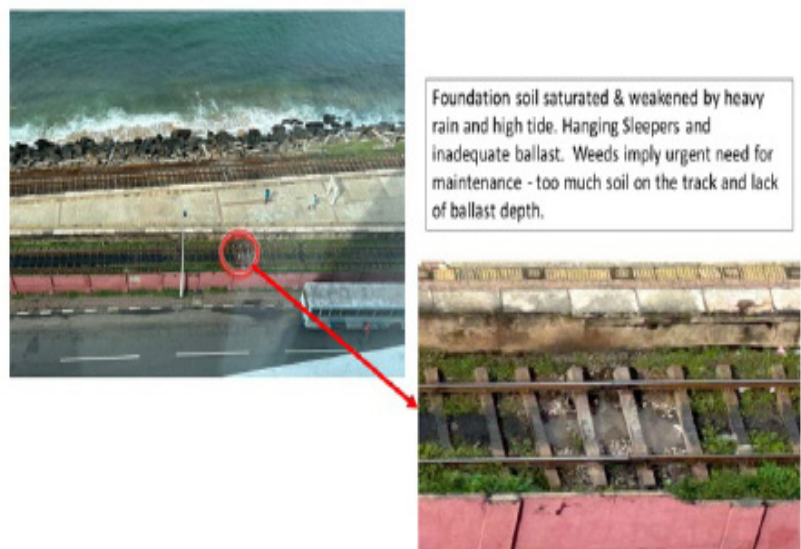 Foundation soil saturated & weakened by heavy
rain and high tide. Hanging Sleepers and
inadequate ballast.  Weeds imply urgent need for
maintenance - too much soil on the track and lack
of ballast depth.